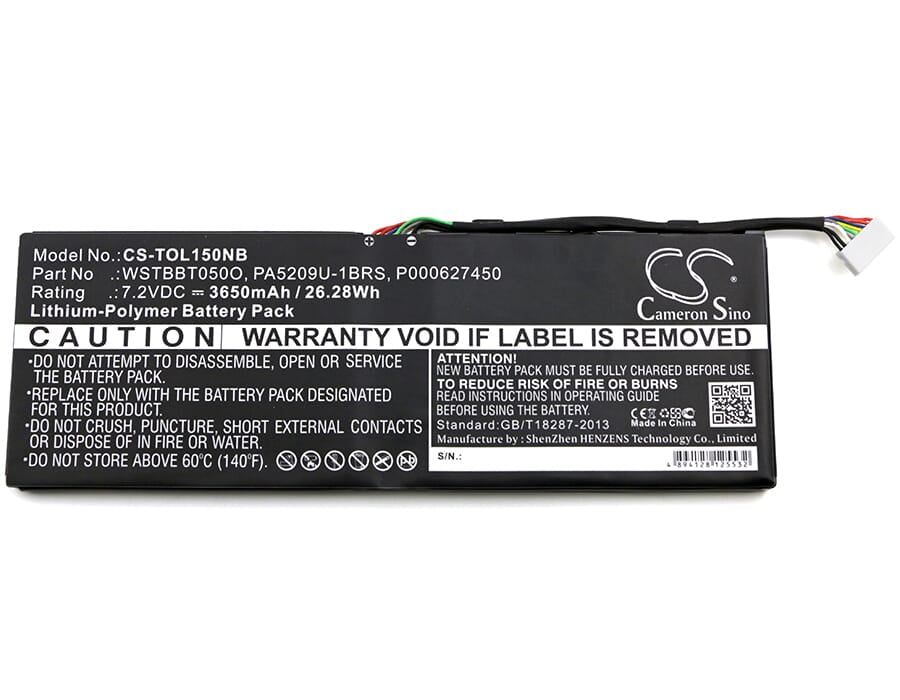 Model No.:CS-TOL150NB
Part No .:WSTBBT050O, PA5209U-1BRS, P000627450
Rating .:7.2VDC ⎓ 3650mAh / 26.28Wh
Lithium-Polymer Battery Pack
CS
Cameron Sino
CAUTION
WARRANTY VOID IF LABEL IS REMOVED
•DO NOT ATTEMPT TO DISASSEMBLE, OPEN OR SERVICE
THE BATTERY PACK.
•REPLACE ONLY WITH THE BATTERY PACK DESIGNATED
FOR THIS PRODUCT.
•DO NOT CRUSH, PUNCTURE, SHORT EXTERNAL CONTACTS
OR DISPOSE OF IN FIRE OR WATER.
•DO NOT STORE ABOVE 60°C (140°F).
ATTENTION!
NEW BATTERY PACK MUST BE FULLY CHARGED BEFORE USE.
TO REDUCE RISK OF FIRE OR BURNS
READ INSTRUCTIONS IN OPERATING GUIDE
BEFORE USING THE BATTERY.
Standard:GB/T18287-2013
CE
Made in China
Manufacture by :ShenZhen HENZENS Technology Co., Limited
S/N.:
4894128125532
Pb